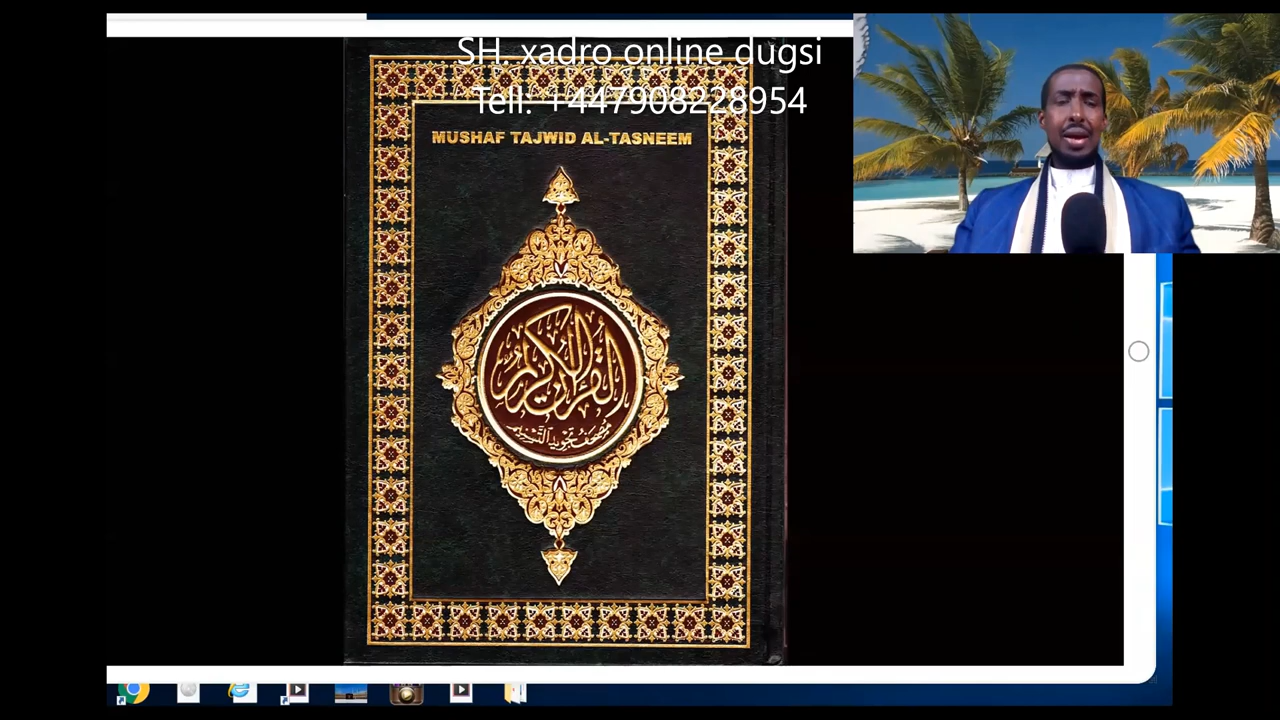 SH. xadro online dugsi
Tell: +447908228954
MUSHAF TAJWID AL-TASNEEM
القرآن الكريم
مصحف تجويد التسنيم